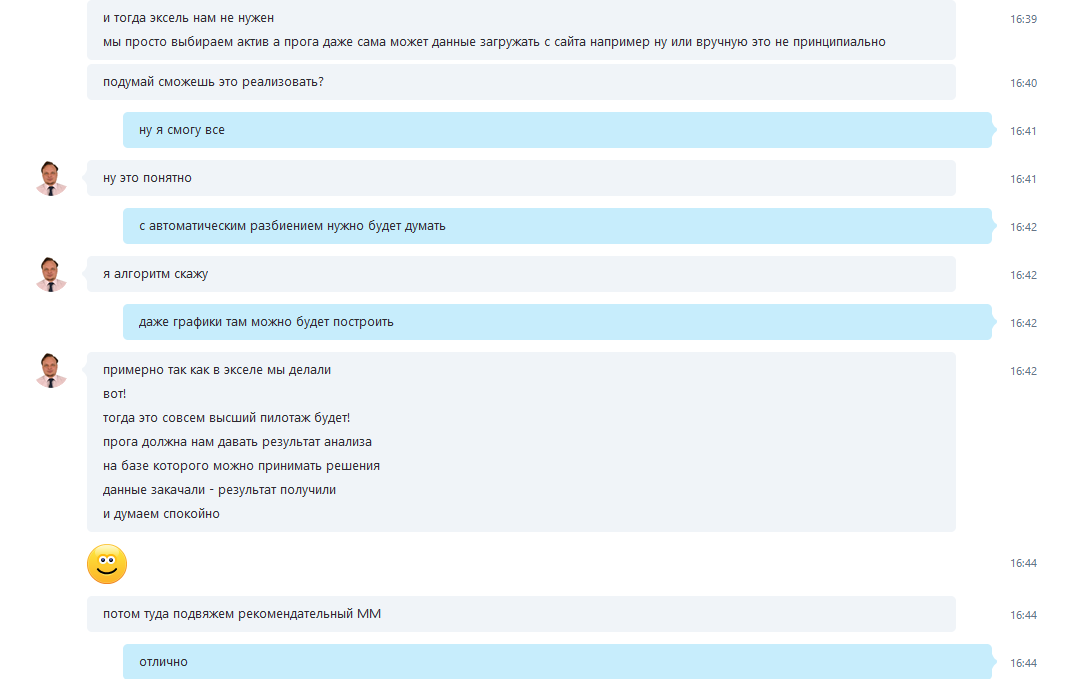 и тогда эксель нам не нужен
16:39
мы просто выбираем актив а прога даже сама может данные загружать с сайта например ну или вручную это не принципиально
подумай сможешь это реализовать?
16:40
ну я смогу все
16:41
ну это понятно
16:41
с автоматическим разбиением нужно будет думать
16:42
я алгоритм скажу
16:42
даже графики там можно будет построить
16:42
примерно так как в экселе мы делали
16:42
вот!
тогда это совсем высший пилотаж будет!
прога должна нам давать результат анализа
на базе которого можно принимать решения
данные закачали - результат получили
и думаем спокойно
16:44
потом туда подвяжем рекомендательный ММ
16:44
отлично
16:44